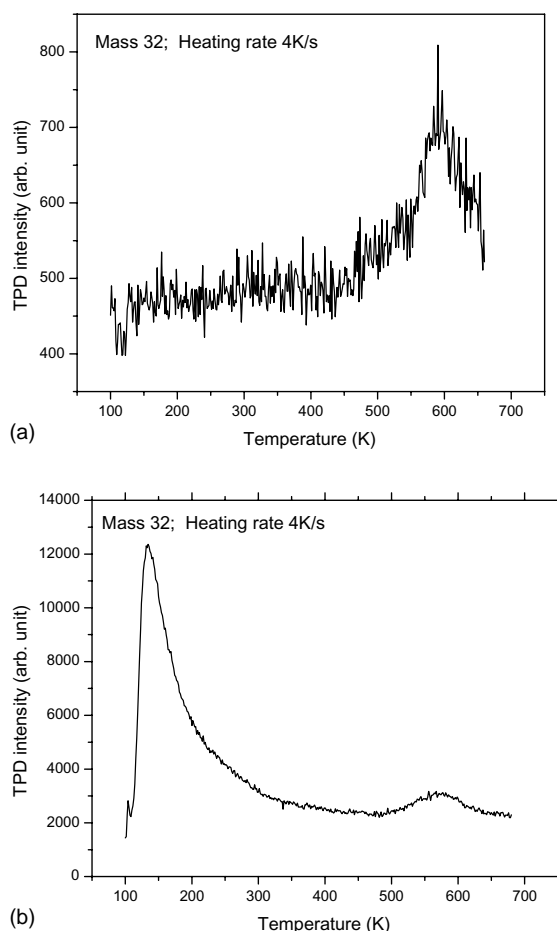 Mass 32; Heating rate 4K/s
800
700
600
500
400
TPD intensity (arb. unit)
100 200 300 400 500 600 700
Temperature (K)
(a)
14000
12000
10000
8000
6000
4000
2000
0
Mass 32; Heating rate 4K/s
TPD intensity (arb. unit)
100 200 300 400 500 600 700
Temperature (K)
(b)